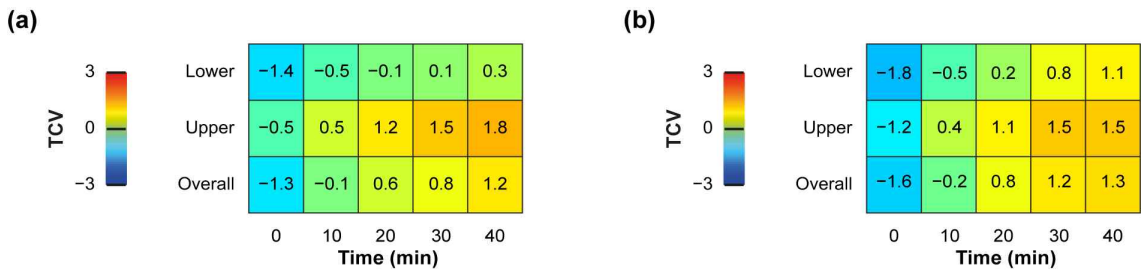 (a)
TCV
3
0
−3
Lower −1.4 −0.5 −0.1 0.1 0.3
Upper −0.5 0.5 1.2 1.5 1.8
Overall −1.3 −0.1 0.6 0.8 1.2
0 10 20 30 40
Time (min)
(b)
TCV
3
0
−3
Lower −1.8 −0.5 0.2 0.8 1.1
Upper −1.2 0.4 1.1 1.5 1.5
Overall −1.6 −0.2 0.8 1.2 1.3
0 10 20 30 40
Time (min)